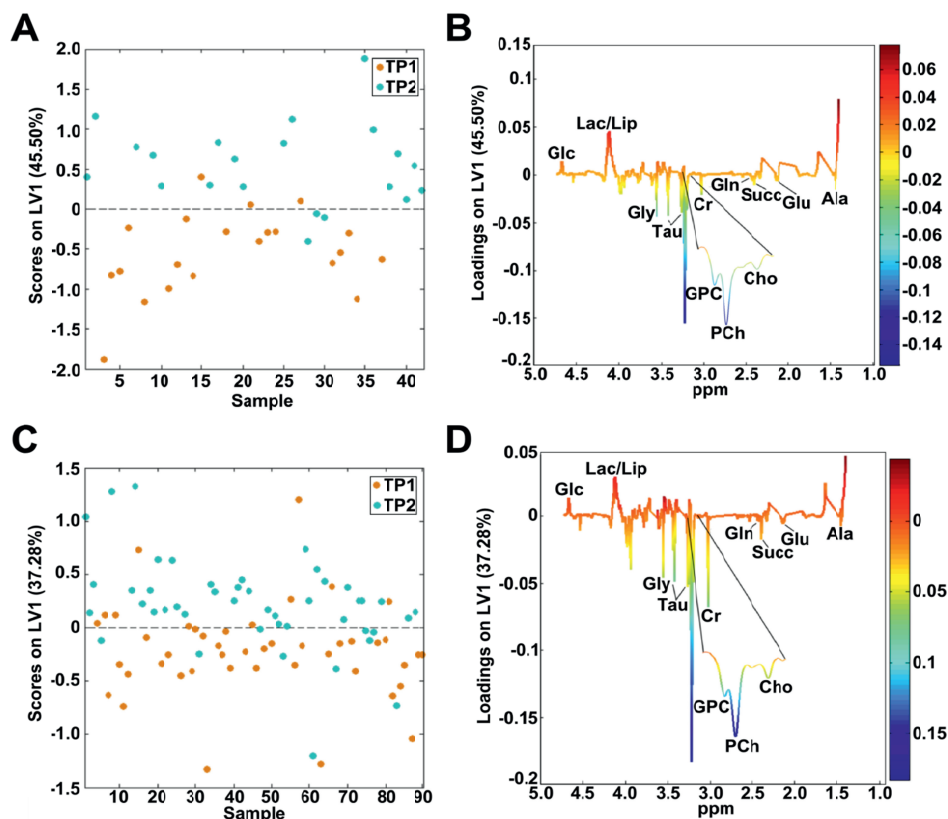 A
Scores on LV1 (45.50%)
2.0
1.5
1.0
0.5
0
-0.5
-1.0
-1.5
-2.0
TP1
TP2
5 10 15 20 25 30 35 40
Sample
B
Loadings on LV1 (45.50%)
0.15
0.1
0.05
0
-0.05
-0.1
-0.15
-0.2
Glc
Lac/Lip
Gly
Tau
Cr
Gln
Succ
Glu
Ala
GPC
PCh
Cho
5.0 4.5 4.0 3.5 3.0 2.5 2.0 1.5 1.0
ppm
0.06
0.04
0.02
0
-0.02
-0.04
-0.06
-0.08
-0.1
-0.12
-0.14
C
Scores on LV1 (37.28%)
1.5
1.0
0.5
0
-0.5
-1.0
-1.5
TP1
TP2
10 20 30 40 50 60 70 80 90
Sample
D
Loadings on LV1 (37.28%)
0.05
0
-0.05
-0.1
-0.15
-0.2
Glc
Lac/Lip
Gly
Tau
Cr
Gln
Succ
Glu
Ala
GPC
PCh
Cho
5.0 4.5 4.0 3.5 3.0 2.5 2.0 1.5 1.0
ppm
0
0.05
0.1
0.15